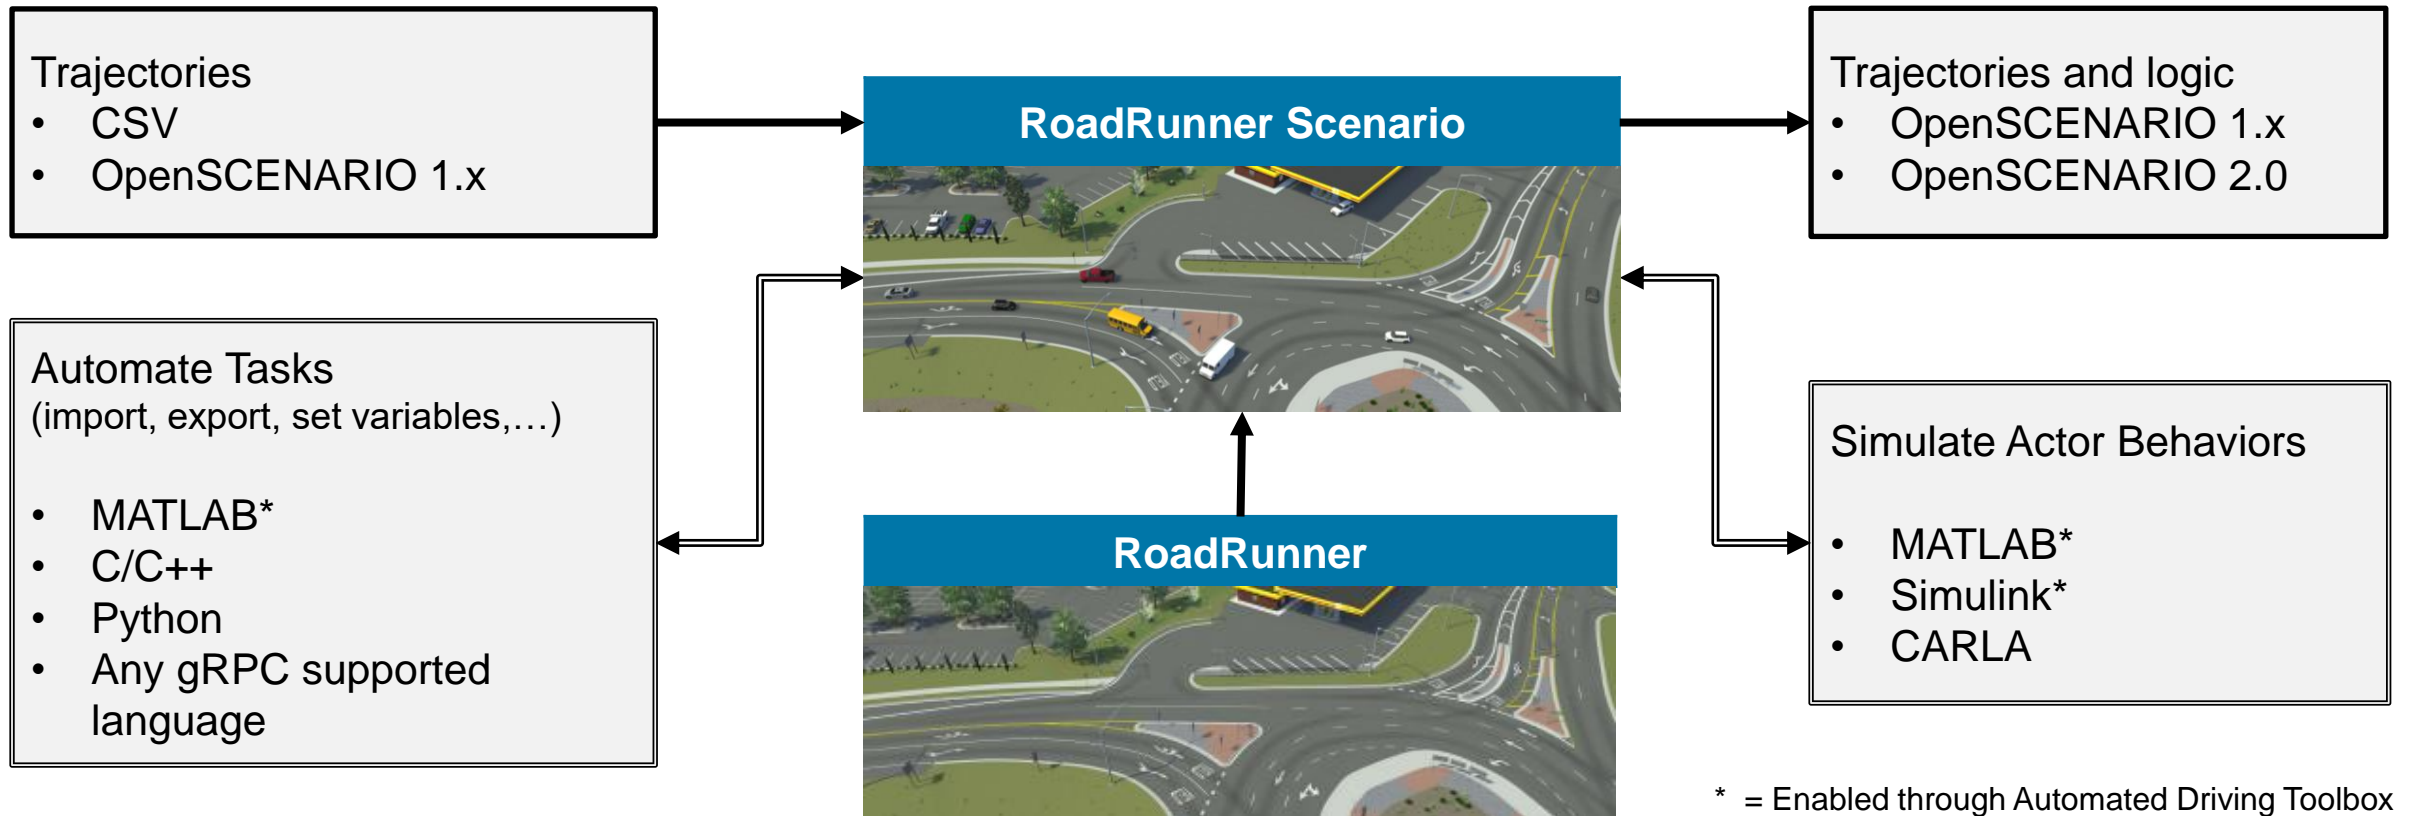 Trajectories
• CSV
• OpenSCENARIO 1.x
RoadRunner Scenario
Trajectories and logic
• OpenSCENARIO 1.x
• OpenSCENARIO 2.0
Automate Tasks
(import, export, set variables,…)
• MATLAB*
• C/C++
• Python
• Any gRPC supported
language
RoadRunner
Simulate Actor Behaviors
• MATLAB*
• Simulink*
• CARLA
* = Enabled through Automated Driving Toolbox